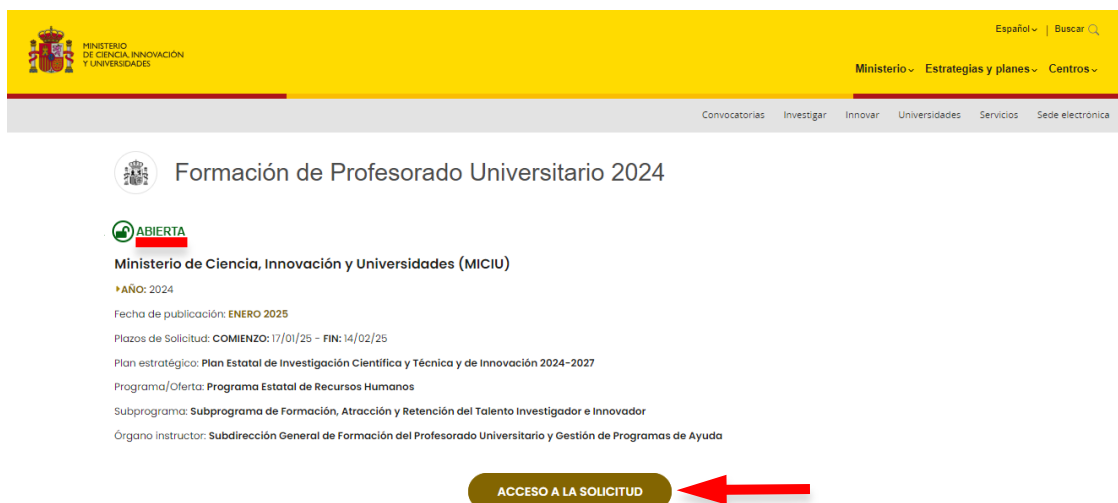 Español | Buscar
MINISTERIO
DE CIENCIA, INNOVACIÓN
Y UNIVERSIDADES
Ministerio Estrategias y planes Centros
Convocatorias Investigar Innovar Universidades Servicios Sede electrónica
Formación de Profesorado Universitario 2024
ABIERTA
Ministerio de Ciencia, Innovación y Universidades (MICIU)
AÑO: 2024
Fecha de publicación: ENERO 2025
Plazos de Solicitud: COMIENZO: 17/01/25 - FIN: 14/02/25
Plan estratégico: Plan Estatal de Investigación Científica y Técnica y de Innovación 2024-2027
Programa/Oferta: Programa Estatal de Recursos Humanos
Subprograma: Subprograma de Formación, Atracción y Retención del Talento Investigador e Innovador
Órgano instructor: Subdirección General de Formación del Profesorado Universitario y Gestión de Programas de Ayuda
ACCESO A LA SOLICITUD